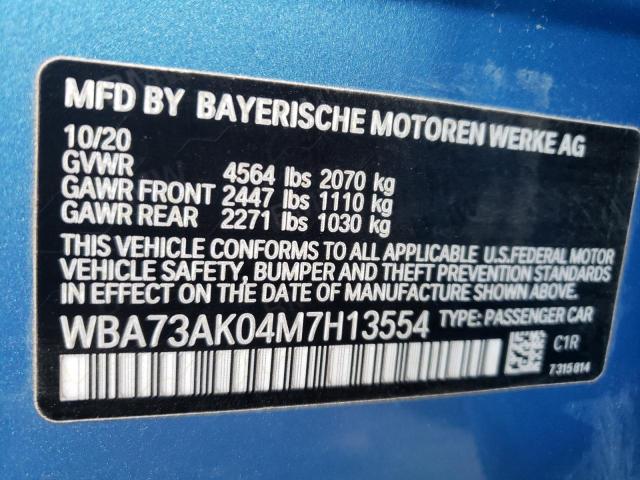 MFD BY BAYERISCHE MOTOREN WERKE AG
10/20
GVWR 4564 lbs 2070 kg
GAWR FRONT 2447 lbs 1110 kg
GAWR REAR 2271 lbs 1030 kg
THIS VEHICLE CONFORMS TO ALL APPLICABLE U.S.FEDERAL MOTOR
VEHICLE SAFETY, BUMPER AND THEFT PREVENTION STANDARDS
IN EFFECT ON THE DATE OF MANUFACTURE SHOWN ABOVE.
WBA73AK04M7H13554 TYPE: PASSENGER CAR
C1R
7315014